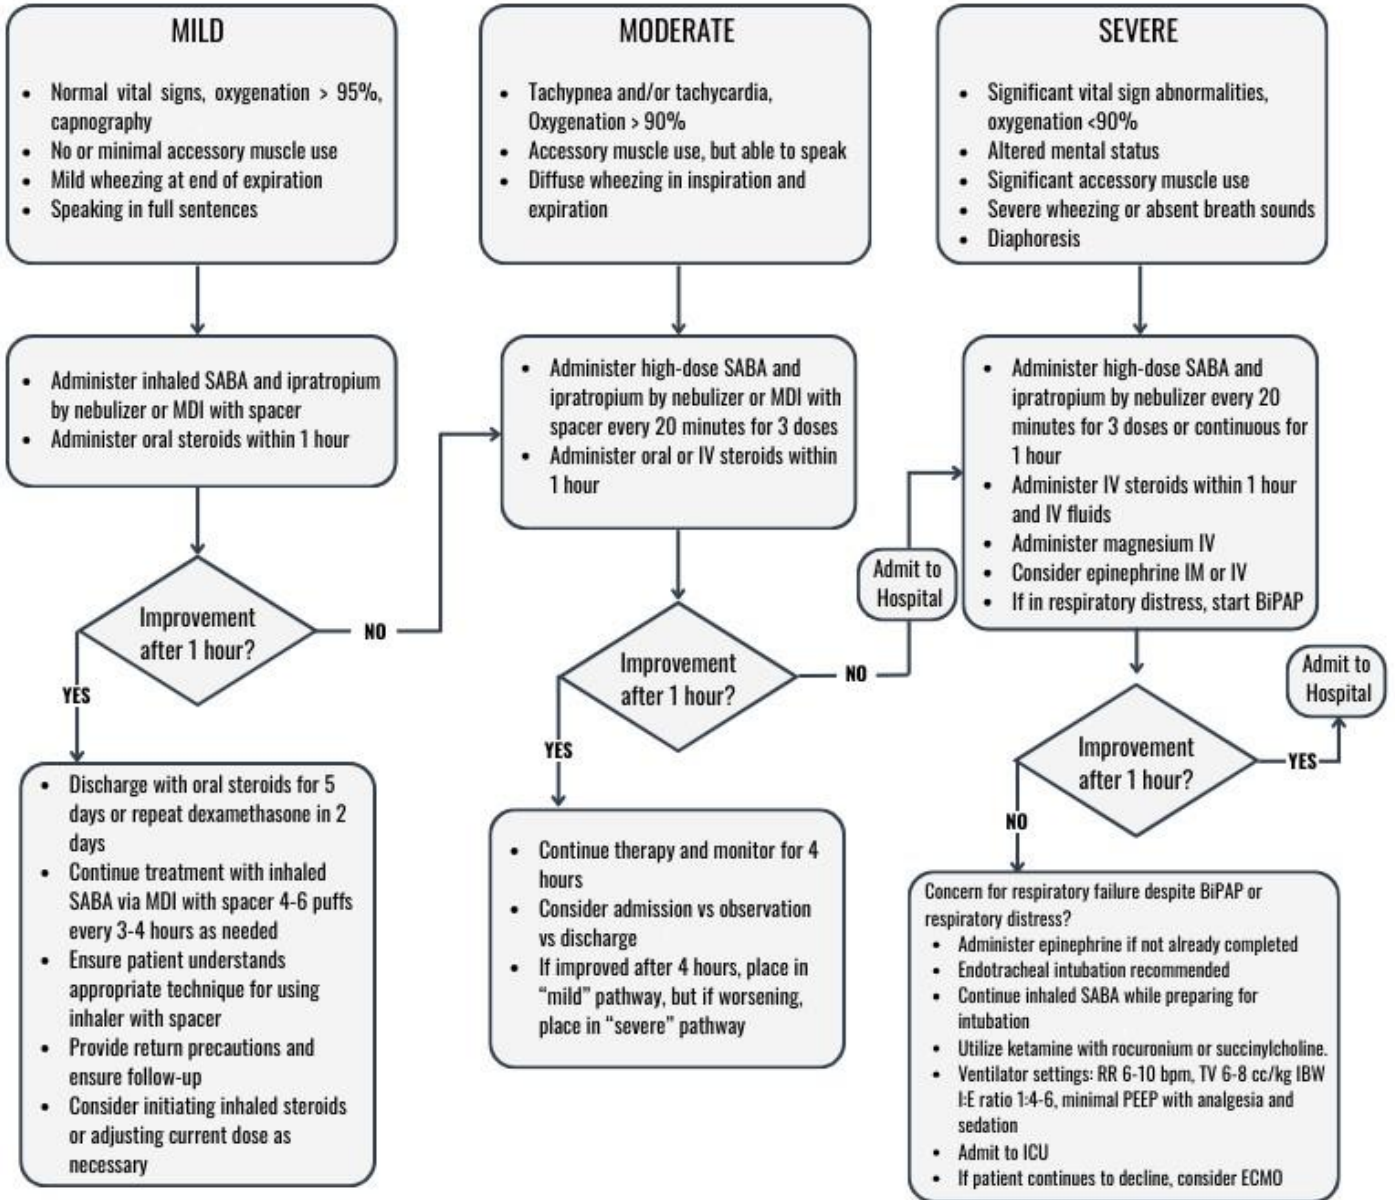 MILD
• Normal vital signs, oxygenation > 95%,
capnography
• No or minimal accessory muscle use
• Mild wheezing at end of expiration
• Speaking in full sentences
• Administer inhaled SABA and ipratropium
by nebulizer or MDI with spacer
• Administer oral steroids within 1 hour
Improvement
after 1 hour?
NO
YES
• Discharge with oral steroids for 5
days or repeat dexamethasone in 2
days
• Continue treatment with inhaled
SABA via MDI with spacer 4-6 puffs
every 3-4 hours as needed
• Ensure patient understands
appropriate technique for using
inhaler with spacer
• Provide return precautions and
ensure follow-up
• Consider initiating inhaled steroids
or adjusting current dose as
necessary
MODERATE
• Tachypnea and/or tachycardia,
Oxygenation > 90%
• Accessory muscle use, but able to speak
• Diffuse wheezing in inspiration and
expiration
• Administer high-dose SABA and
ipratropium by nebulizer or MDI with
spacer every 20 minutes for 3 doses
• Administer oral or IV steroids within
1 hour
Improvement
after 1 hour?
NO
Admit to
Hospital
YES
• Continue therapy and monitor for 4
hours
• Consider admission vs observation
vs discharge
• If improved after 4 hours, place in
“mild” pathway, but if worsening,
place in “severe” pathway
SEVERE
• Significant vital sign abnormalities,
oxygenation <90%
• Altered mental status
• Significant accessory muscle use
• Severe wheezing or absent breath sounds
• Diaphoresis
• Administer high-dose SABA and
ipratropium by nebulizer every 20
minutes for 3 doses or continuous for
1 hour
• Administer IV steroids within 1 hour
and IV fluids
• Administer magnesium IV
• Consider epinephrine IM or IV
• If in respiratory distress, start BiPAP
Improvement
after 1 hour?
YES
Admit to
Hospital
NO
Concern for respiratory failure despite BiPAP or
respiratory distress?
• Administer epinephrine if not already completed
• Endotracheal intubation recommended
• Continue inhaled SABA while preparing for
intubation
• Utilize ketamine with rocuronium or succinylcholine.
• Ventilator settings: RR 6-10 bpm, TV 6-8 cc/kg IBW
I:E ratio 1:4-6, minimal PEEP with analgesia and
sedation
• Admit to ICU
• If patient continues to decline, consider ECMO